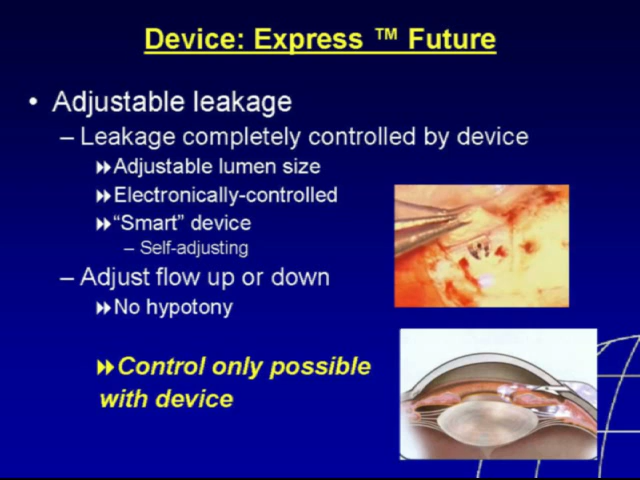 Device: Express ™ Future
• Adjustable leakage
– Leakage completely controlled by device
Adjustable lumen size
Electronically-controlled
“Smart” device
– Self-adjusting
– Adjust flow up or down
No hypotony
Control only possible
with device